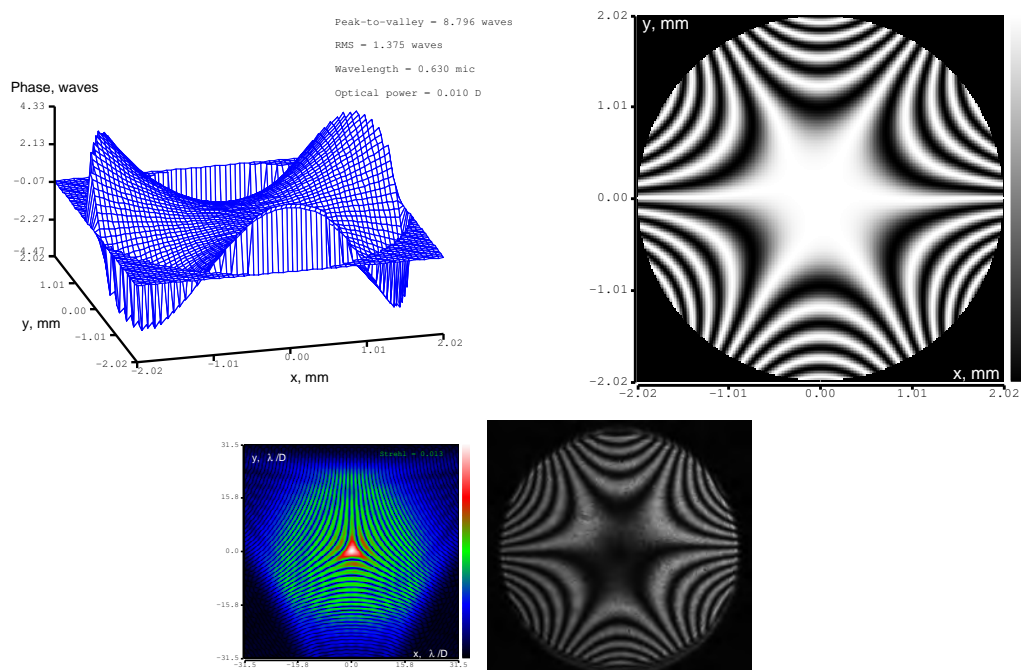 Peak-to-valley = 8.796 waves
RMS = 1.375 waves
Wavelength = 0.630 mic
Optical power = 0.010 D
Phase, waves
4.33
2.13
-0.07
-2.27
-4.47
2.02
1.01
0.00
-1.01
-2.02
y, mm
-2.02
-1.01
0.00
1.01
2.02
x, mm
2.02
y, mm
1.01
0.00
-1.01
-2.02
x, mm
-2.02
-1.01
0.00
1.01
2.02
31.5
y, λ/D
Strehl = 0.013
15.8
0.0
-15.8
-31.5
x, λ/D
-31.5
-15.8
0.0
15.8
31.5